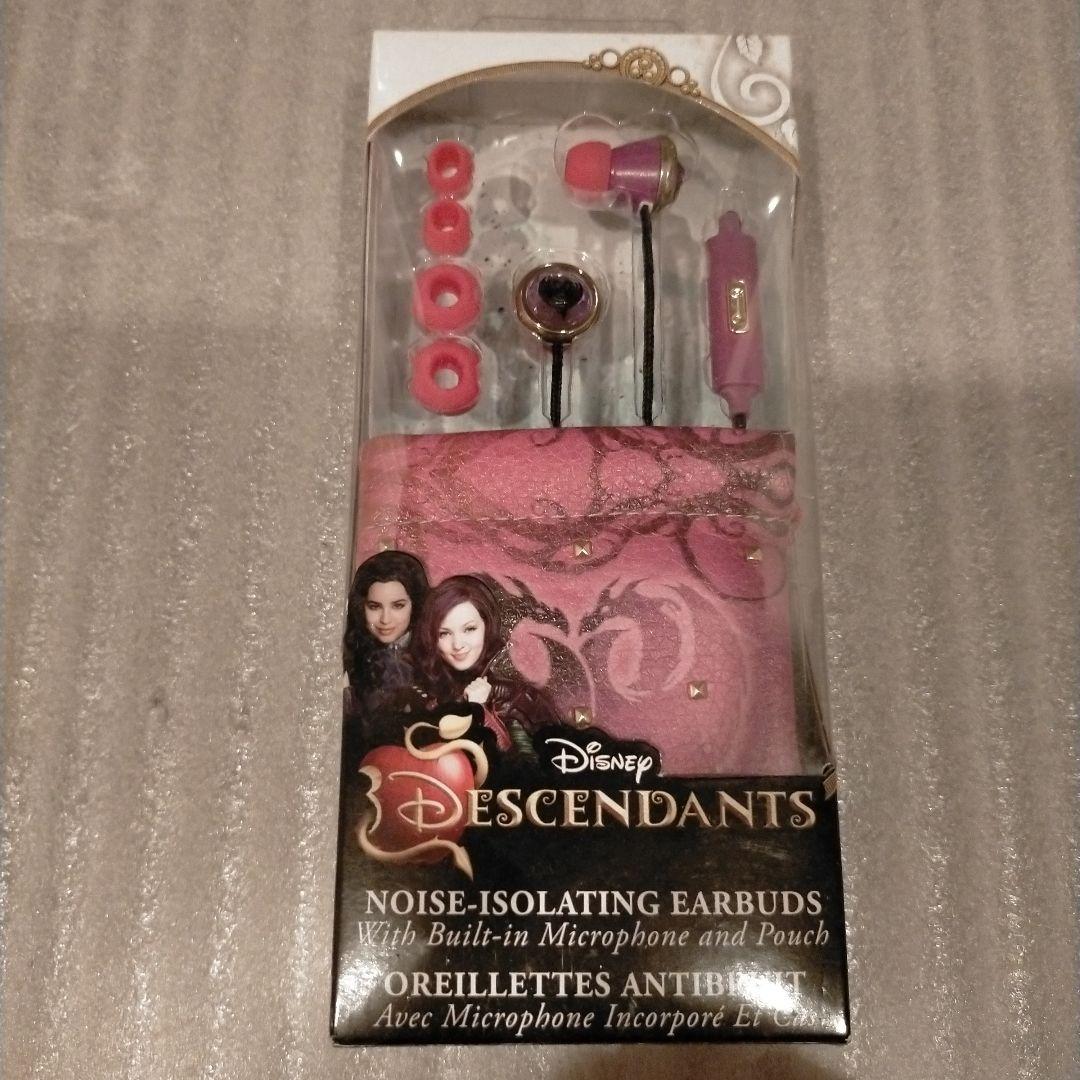 Disney
DESCENDANTS
NOISE-ISOLATING EARBUDS
With Built-in Microphone and Pouch
OREILLETTES ANTIBRUIT
Avec Microphone Incorporé Et